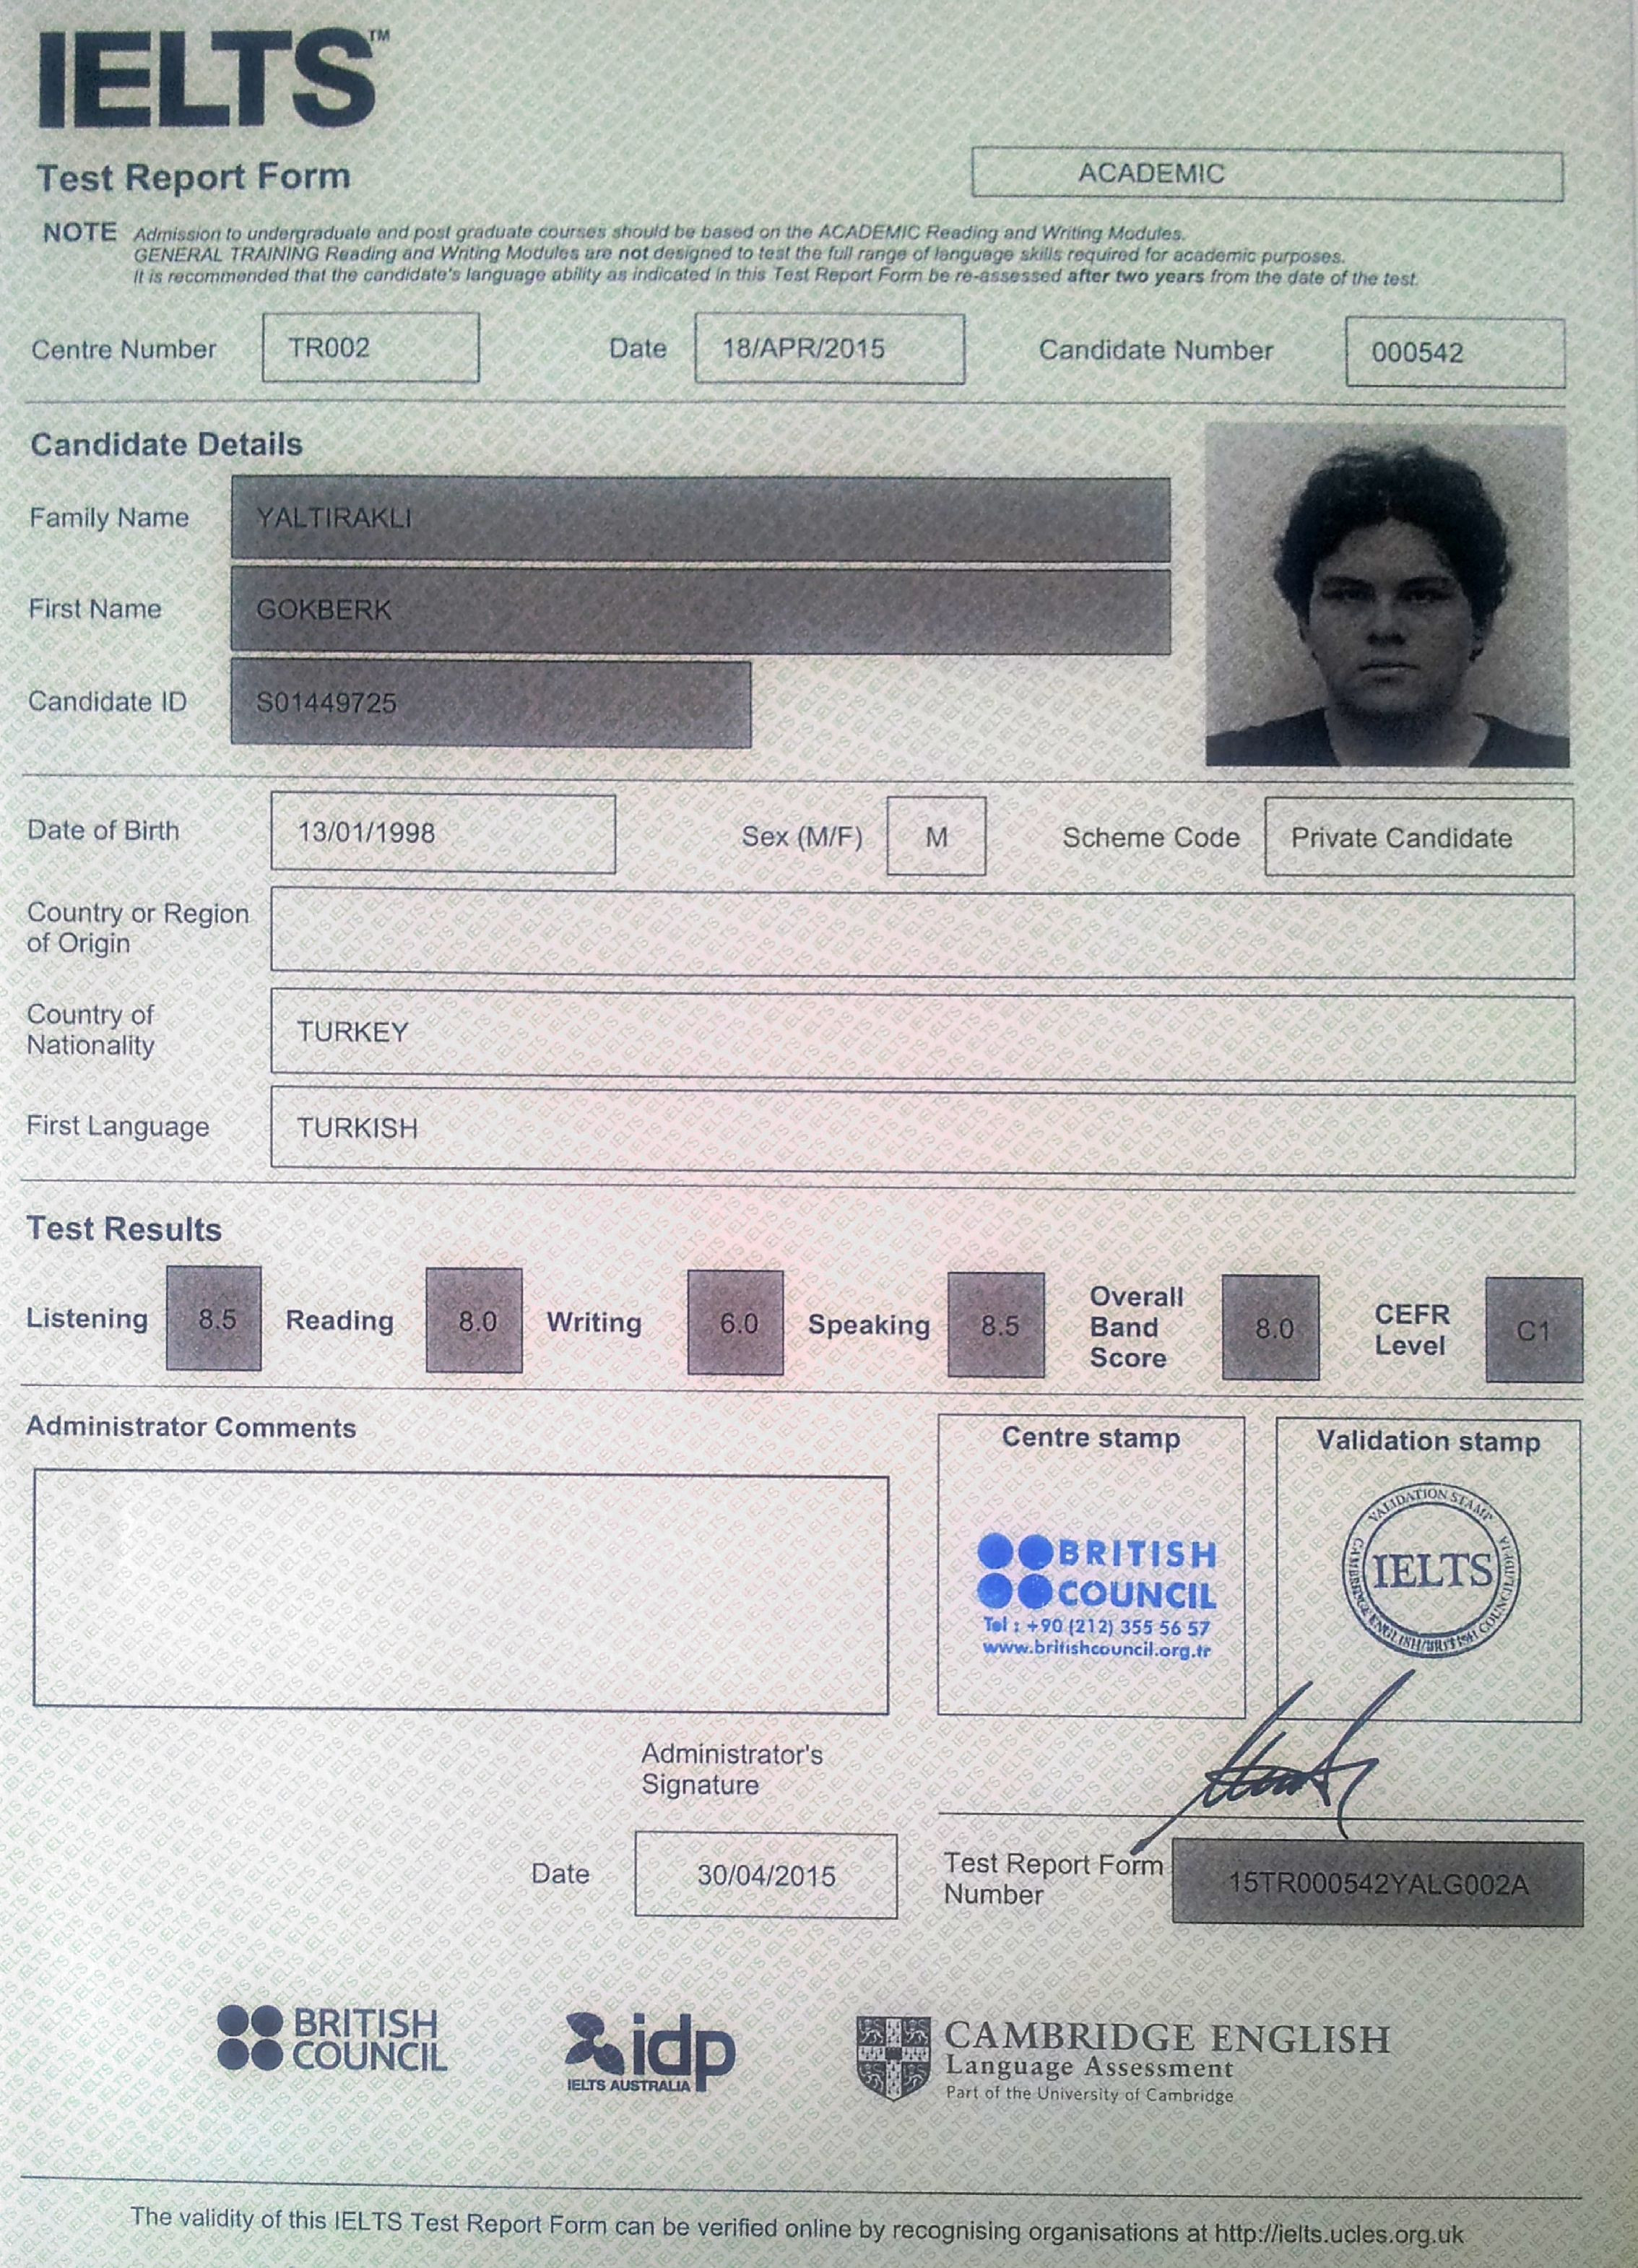 IELTS™
Test Report Form
ACADEMIC
NOTE Admission to undergraduate and post graduate courses should be based on the ACADEMIC Reading and Writing Modules.
GENERAL TRAINING Reading and Writing Modules are not designed to test the full range of language skills required for academic purposes.
It is recommended that the candidate's language ability as indicated in this Test Report Form be re-assessed after two years from the date of the test.
Centre Number TR002 Date 18/APR/2015 Candidate Number 000542
Candidate Details
Family Name YALTIRAKLI
First Name GOKBERK
Candidate ID S01449725
Date of Birth 13/01/1998 Sex (M/F) M Scheme Code Private Candidate
Country or Region
of Origin
Country of
Nationality
TURKEY
First Language TURKISH
Test Results
Listening 8.5 Reading 8.0 Writing 6.0 Speaking 8.5
Overall
Band
Score
8.0
CEFR
Level
C1
Administrator Comments
Centre stamp
BRITISH
COUNCIL
Tel : +90 (212) 355 56 57
www.britishcouncil.org.tr
Validation stamp
VALIDATION STAMP
IELTS
CAMBRIDGE ENGLISH/BRITISH COUNCIL/IDP:IA
Administrator's
Signature
Date 30/04/2015
Test Report Form
Number
15TR000542YALG002A
BRITISH
COUNCIL
idp
IELTS AUSTRALIA
CAMBRIDGE ENGLISH
Language Assessment
Part of the University of Cambridge
The validity of this IELTS Test Report Form can be verified online by recognising organisations at http://ielts.ucles.org.uk